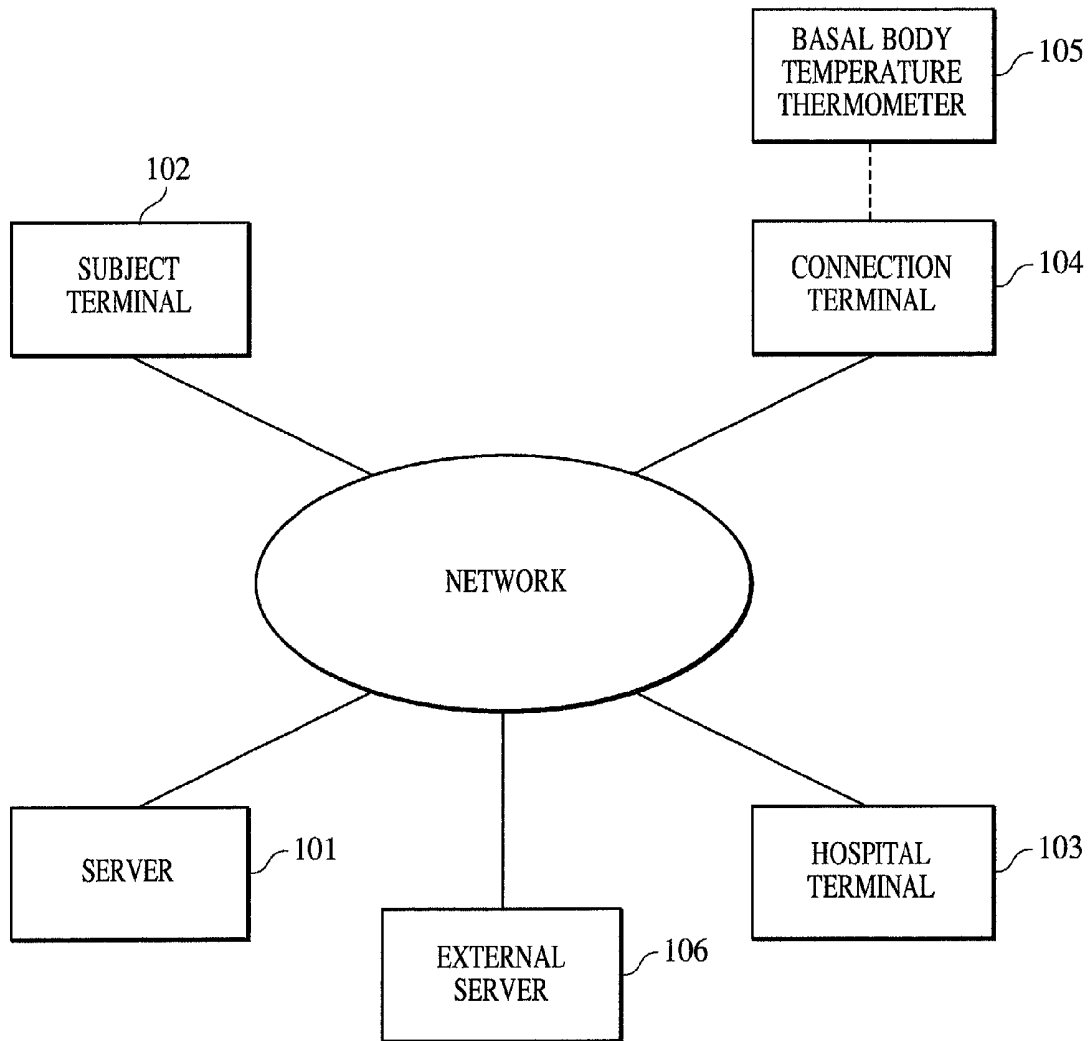 BASAL BODY
TEMPERATURE
THERMOMETER
105
102
SUBJECT
TERMINAL
CONNECTION
TERMINAL
104
NETWORK
SERVER
101
HOSPITAL
TERMINAL
103
EXTERNAL
SERVER
106